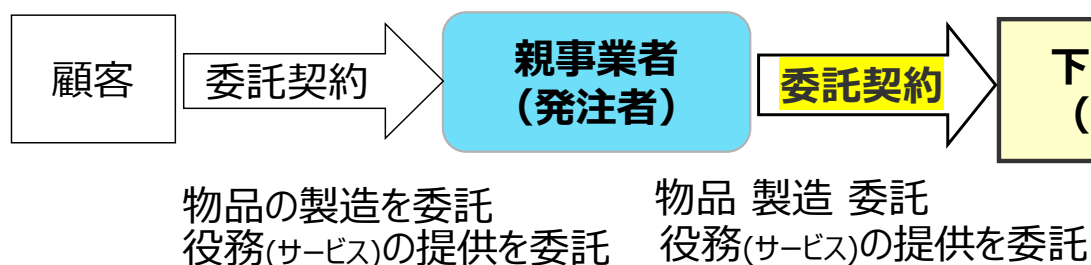 顧客
委託契約
親事業者
（発注者）
委託契約
下
（
物品の製造を委託
役務(サービス)の提供を委託
物品 製造 委託
役務(サービス)の提供を委託